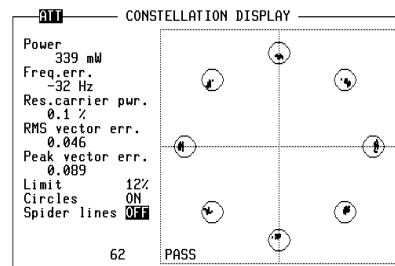 ATT CONSTELLATION DISPLAY
Power
339 mW
Freq.err.
-32 Hz
Res.carrier pwr.
0.1 %
RMS vector err.
0.046
Peak vector err.
0.089
Limit 12%
Circles ON
Spider lines OFF
62 PASS